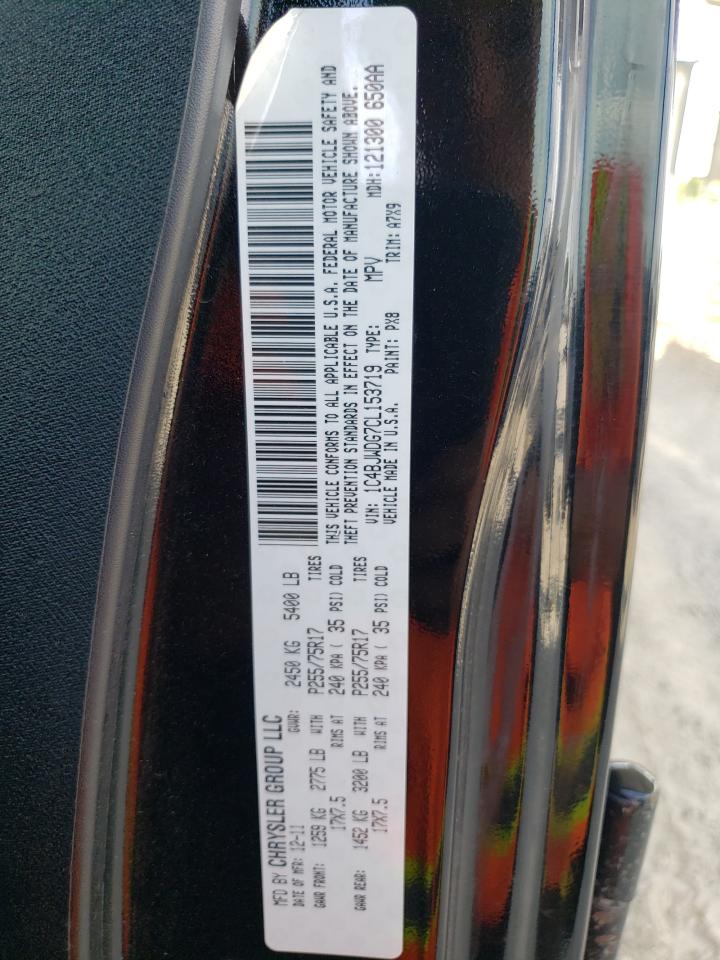 MFD BY CHRYSLER GROUP LLC
DATE OF MFR: 12-11 GVWR: 2450 KG 5400 LB
GAWR FRONT: 1259 KG 2775 LB WITH P255/75R17 TIRES
17X7.5 RIMS AT 240 KPA ( 35 PSI) COLD
GAWR REAR: 1452 KG 3200 LB WITH P255/75R17 TIRES
17X7.5 RIMS AT 240 KPA ( 35 PSI) COLD
THIS VEHICLE CONFORMS TO ALL APPLICABLE U.S.A. FEDERAL MOTOR VEHICLE SAFETY AND
THEFT PREVENTION STANDARDS IN EFFECT ON THE DATE OF MANUFACTURE SHOWN ABOVE.
VIN: 1C4BJWDG7CL153719 TYPE: MPV MDH: 121300 650AA
VEHICLE MADE IN U.S.A. PAINT: PX8 TRIM: A7X9